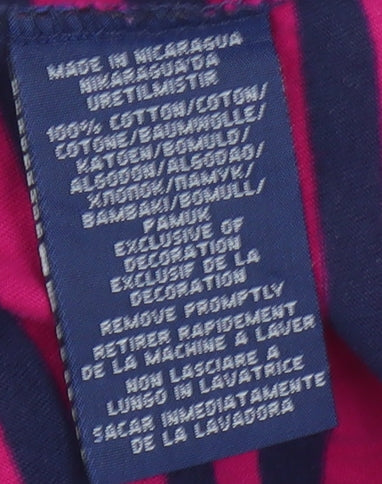 MADE IN NICARAGUA
NIKARAGUA'DA
URETILMISTIR
100% COTTON/COTON/
COTONE/BAUMWOLLE/
KATOEN/BOMULD/
ALGODON/ALGODAO/
ХЛОПОК/ПАМУК/
BAMBAKI/BOMULL/
PAMUK
EXCLUSIVE OF
DECORATION
EXCLUSIF DE LA
DECORATION
REMOVE PROMPTLY
RETIRER RAPIDEMENT
DE LA MACHINE A LAVER
NON LASCIARE A
LUNGO IN LAVATRICE
SACAR INMEDIATAMENTE
DE LA LAVADORA